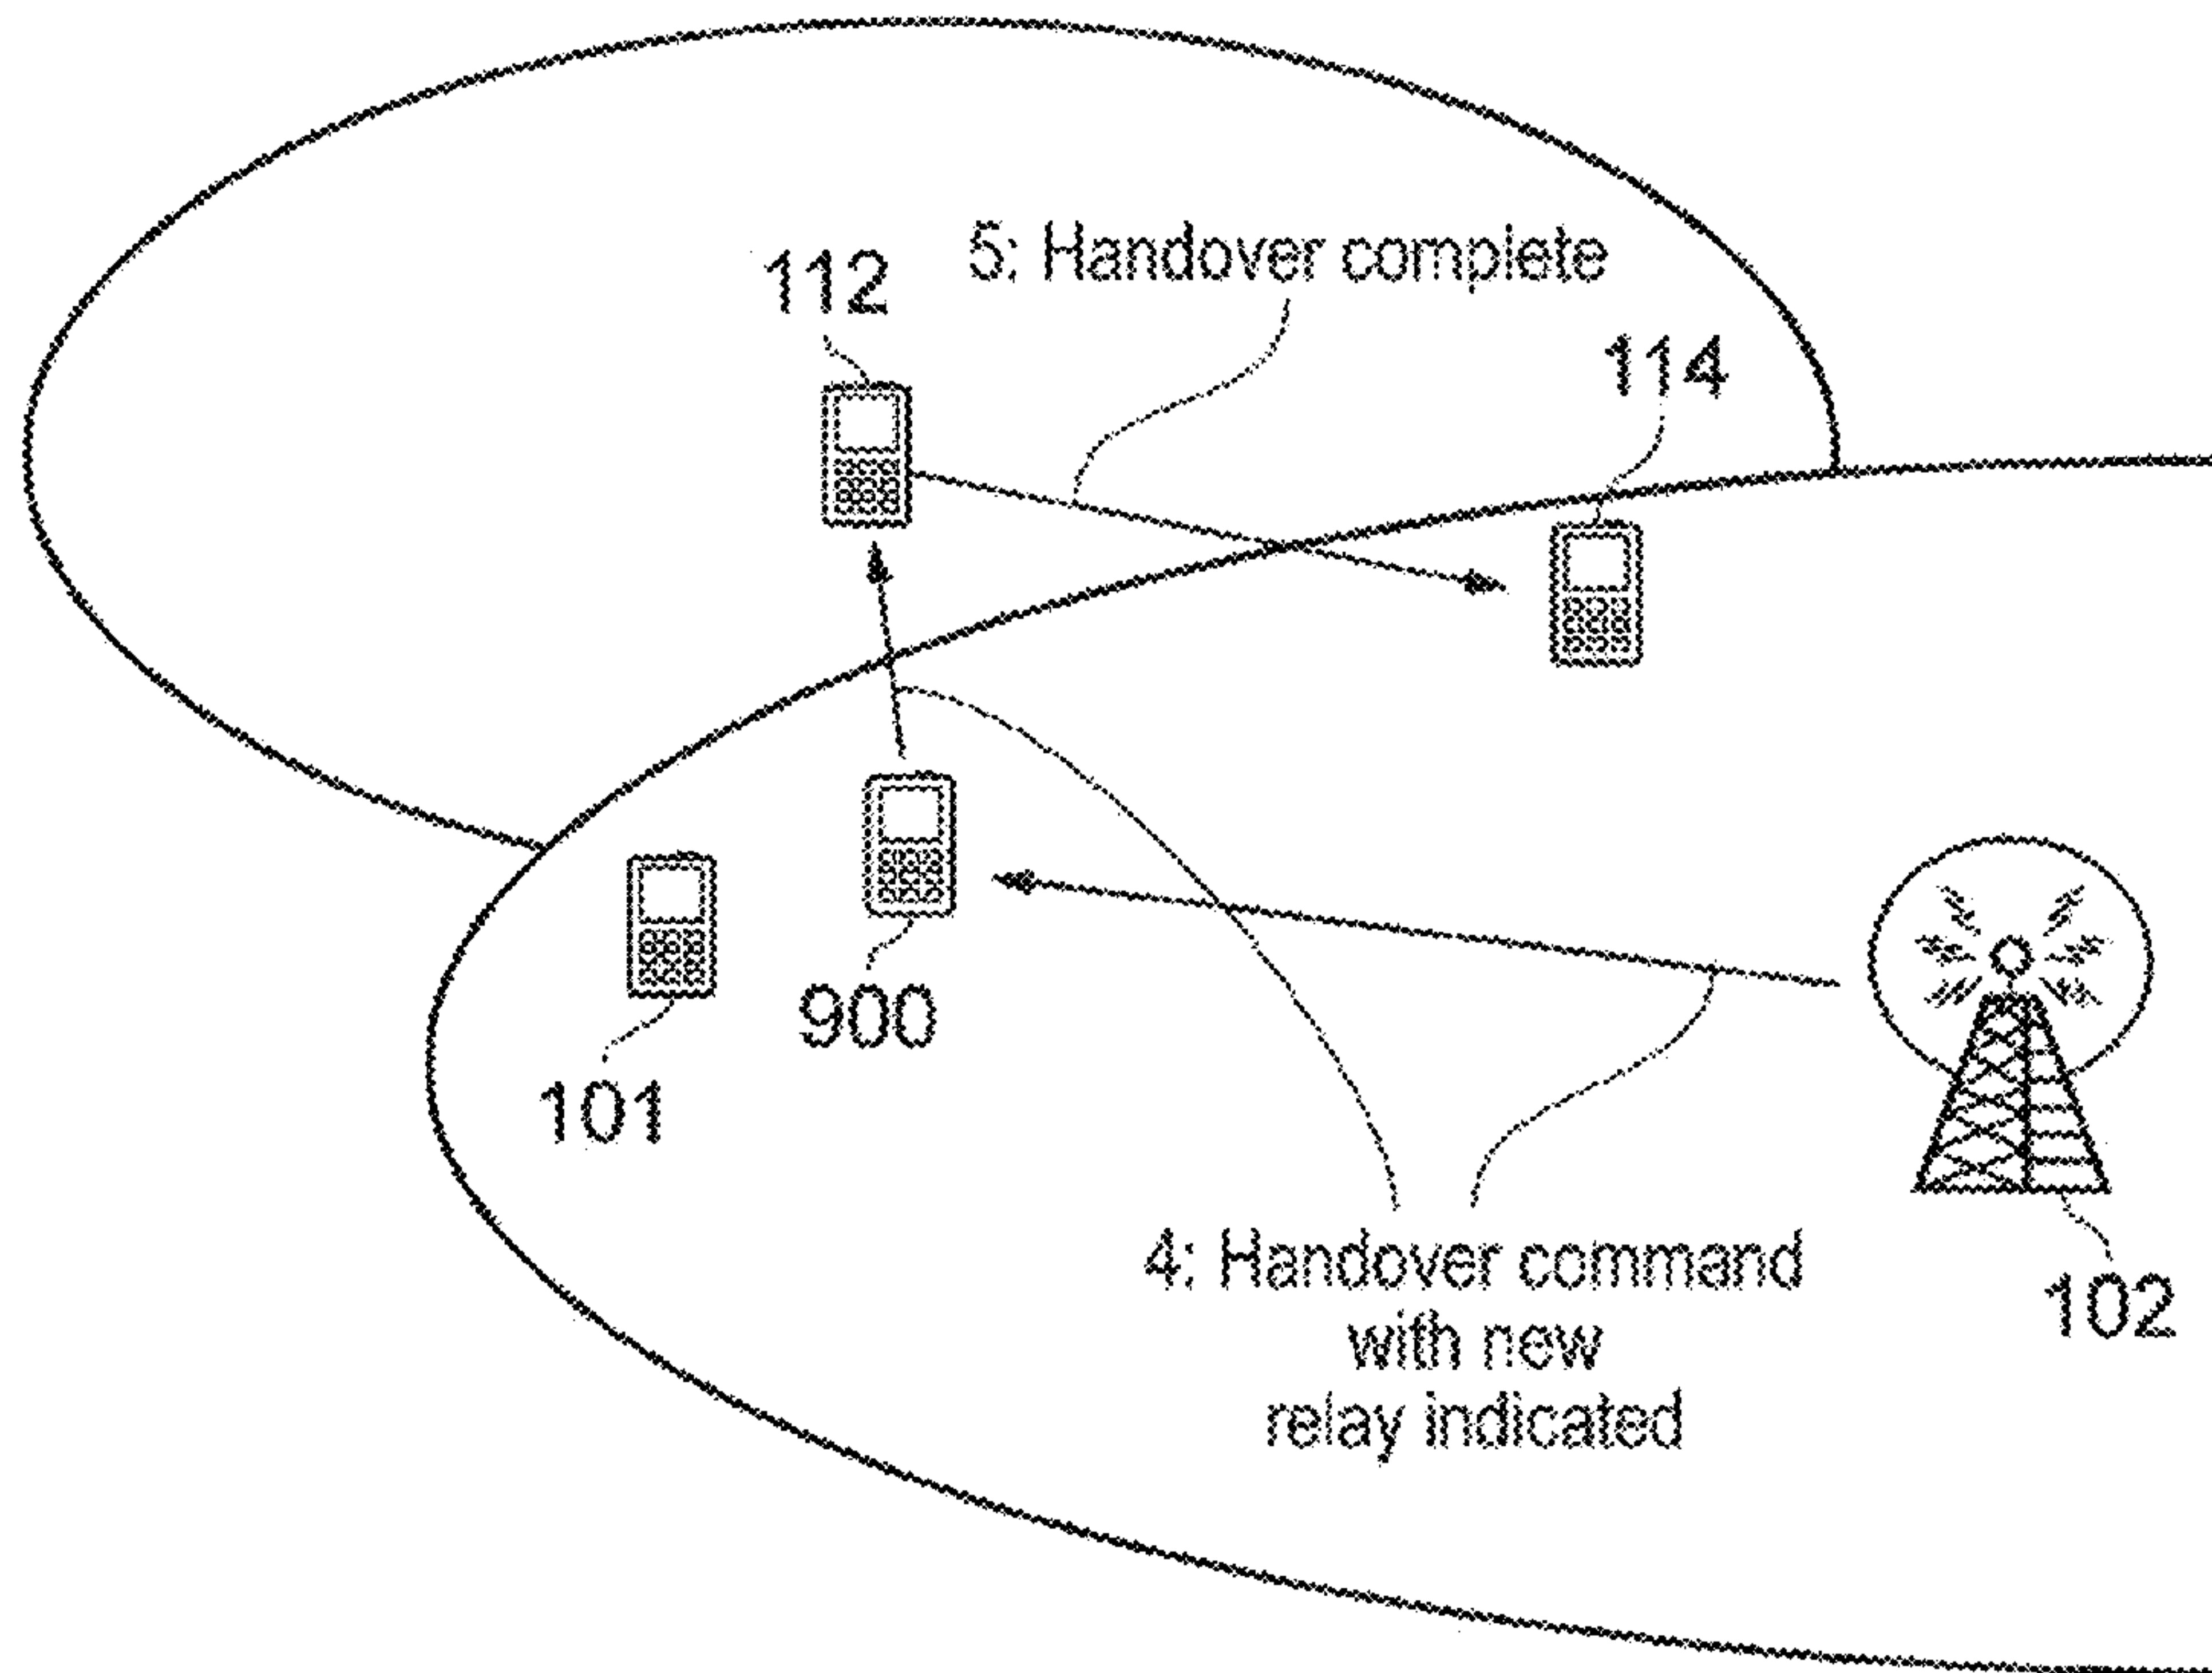 112
5: Handover complete
114
900
101
4: Handover command
with new
relay indicated
102